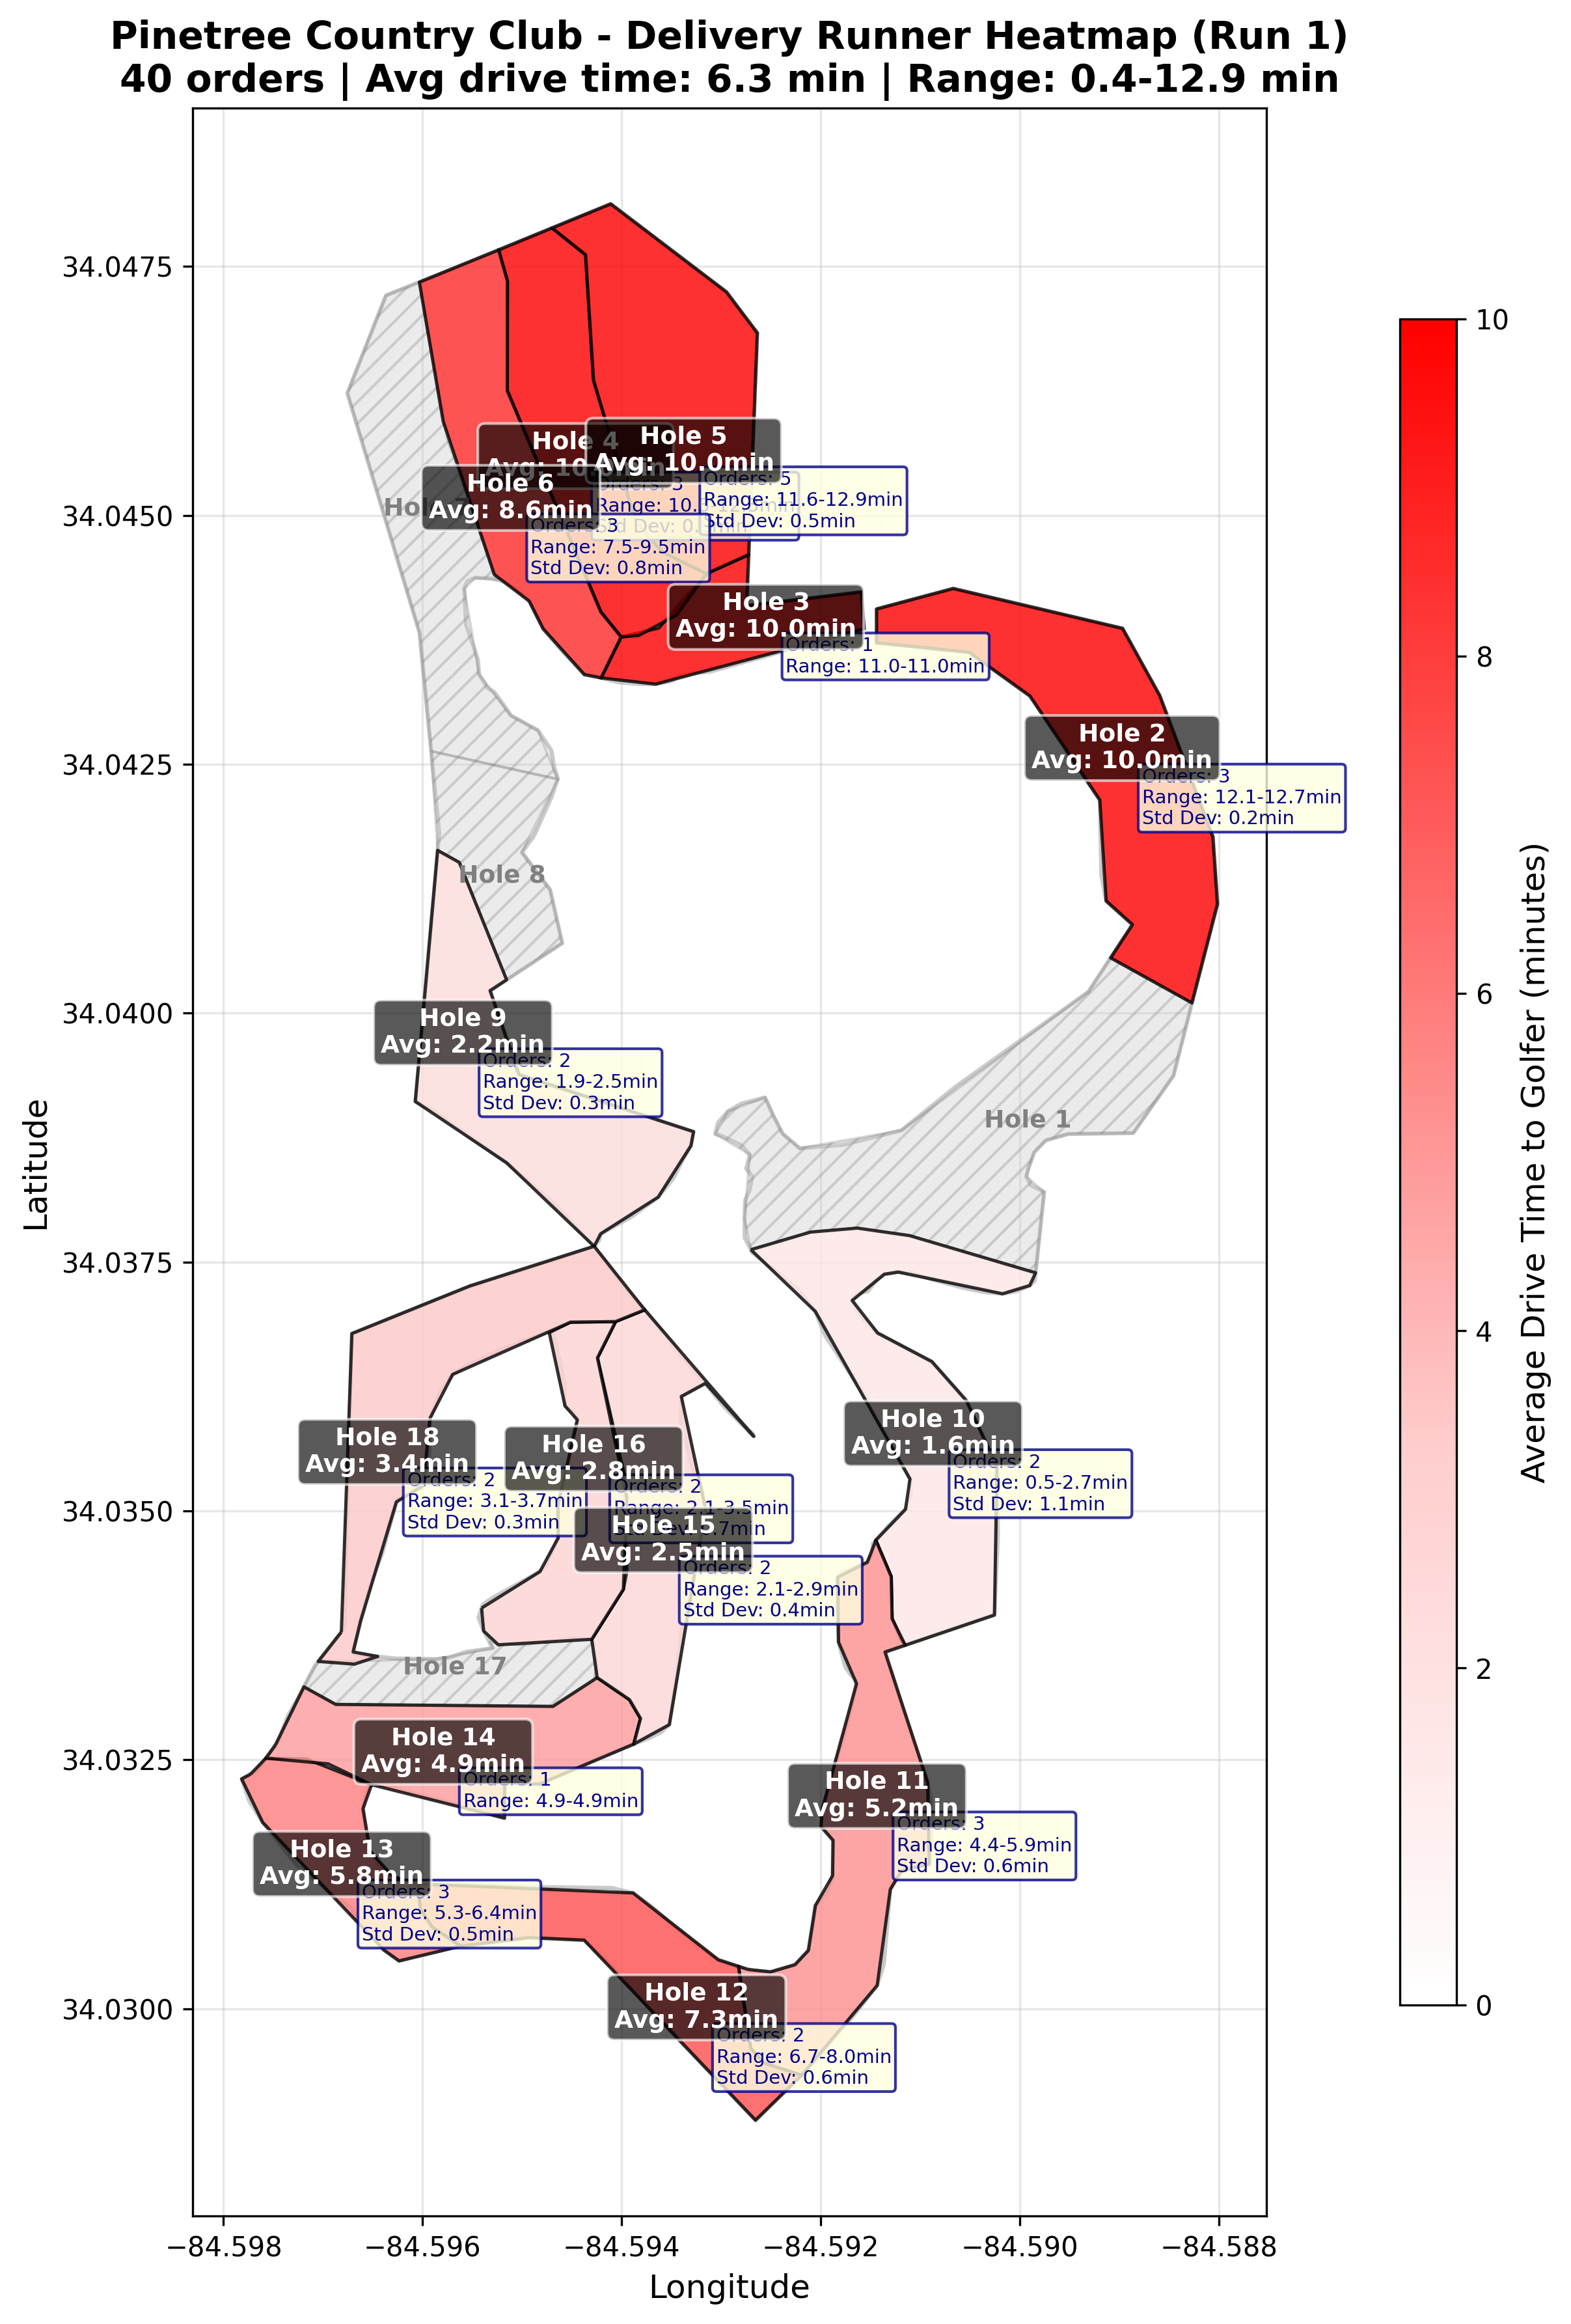 Pinetree Country Club - Delivery Runner Heatmap (Run 1)
40 orders | Avg drive time: 6.3 min | Range: 0.4-12.9 min
34.0475
34.0450
34.0425
34.0400
34.0375
34.0350
34.0325
34.0300
Latitude
−84.598
−84.596
−84.594
−84.592
−84.590
−84.588
Longitude
Hole 4
Avg:
Hole 5
Avg: 10.0min
Orders: 5
Range: 11.6-12.9min
Std Dev: 0.5min
Hole 6
Avg: 8.6min
Orders: 3
Range: 7.5-9.5min
Std Dev: 0.8min
Orders: 3
Hole 3
Avg: 10.0min
Orders: 1
Range: 11.0-11.0min
Hole 2
Avg: 10.0min
Orders: 3
Range: 12.1-12.7min
Std Dev: 0.2min
Hole 8
Hole 9
Avg: 2.2min
Orders: 2
Range: 1.9-2.5min
Std Dev: 0.3min
Hole 1
Hole 10
Avg: 1.6min
Orders: 2
Range: 0.5-2.7min
Std Dev: 1.1min
Hole 18
Avg: 3.4min
Orders: 2
Range: 3.1-3.7min
Std Dev: 0.3min
Hole 16
Avg: 2.8min
Orders: 2
Range: 2.1-3.5min
Hole 15
Avg: 2.5min
Orders: 2
Range: 2.1-2.9min
Std Dev: 0.4min
Hole 17
Hole 14
Avg: 4.9min
Orders: 1
Range: 4.9-4.9min
Hole 11
Avg: 5.2min
Orders: 3
Range: 4.4-5.9min
Std Dev: 0.6min
Hole 13
Avg: 5.8min
Orders: 3
Range: 5.3-6.4min
Std Dev: 0.5min
Hole 12
Avg: 7.3min
Orders: 2
Range: 6.7-8.0min
Std Dev: 0.6min
10
8
6
4
2
0
Average Drive Time to Golfer (minutes)